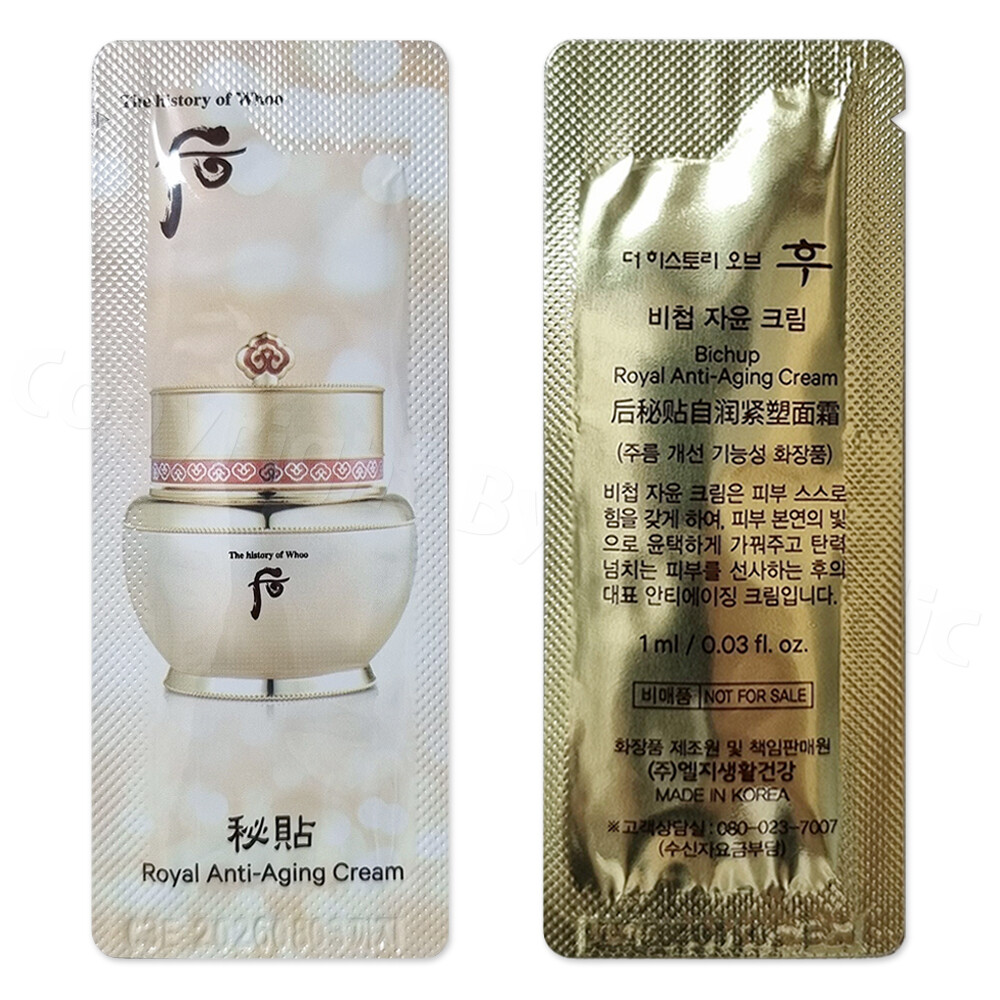 The history of Whoo
后
The history of Whoo
后
秘貼
Royal Anti-Aging Cream
더 히스토리 오브 후
비첩 자윤 크림
Bichup
Royal Anti-Aging Cream
后秘贴自润紧塑面霜
(주름 개선 기능성 화장품)
비첩 자윤 크림은 피부 스스로
힘을 갖게 하여, 피부 본연의 빛
으로 윤택하게 가꿔주고 탄력
넘치는 피부를 선사하는 후의
대표 안티에이징 크림입니다.
1 ml / 0.03 fl. oz.
비매품 NOT FOR SALE
화장품 제조원 및 책임판매원
(주)엘지생활건강
MADE IN KOREA
※고객상담실 : 080-023-7007
(수신자요금부담)